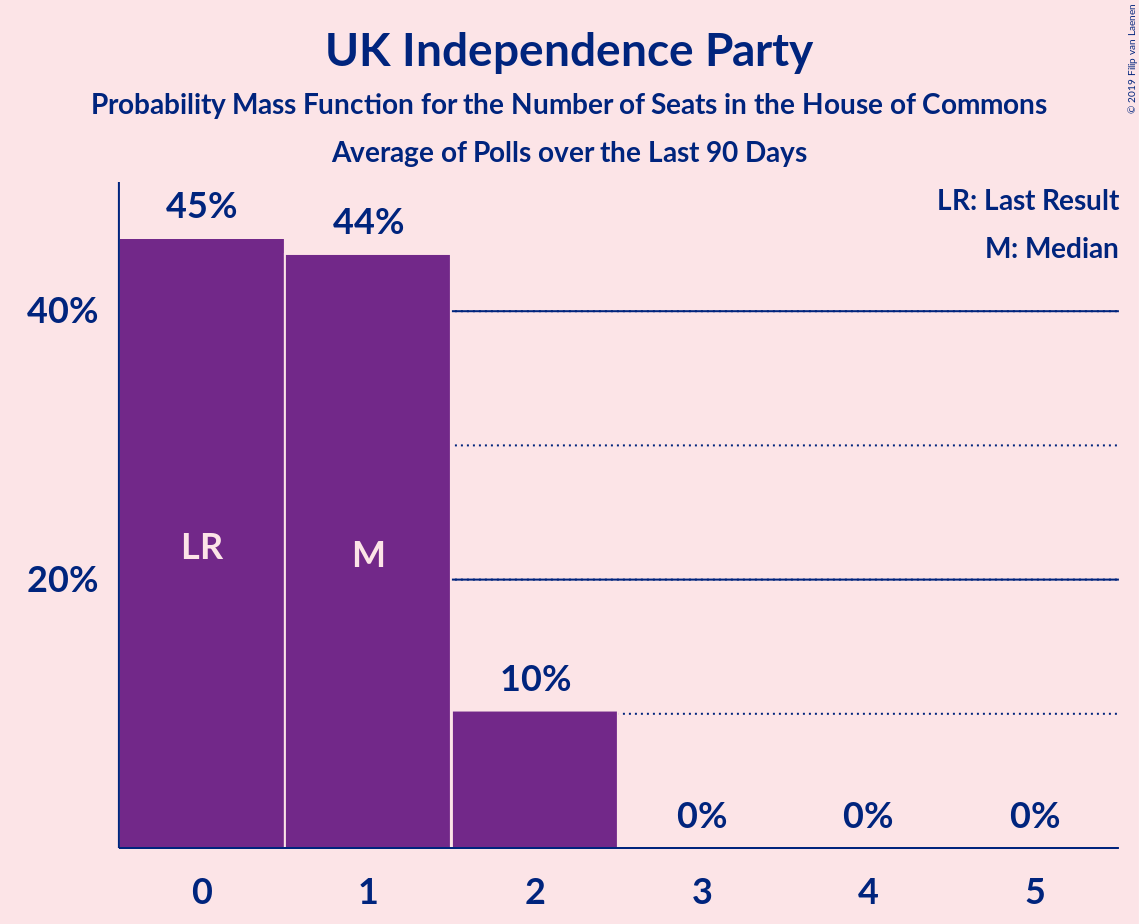 UK Independence Party
Probability Mass Function for the Number of Seats in the House of Commons
Average of Polls over the Last 90 Days
© 2019 Filip van Laenen
LR: Last Result
M: Median
45%
44%
40%
LR
M
20%
10%
0%
0%
0%
0
1
2
3
4
5